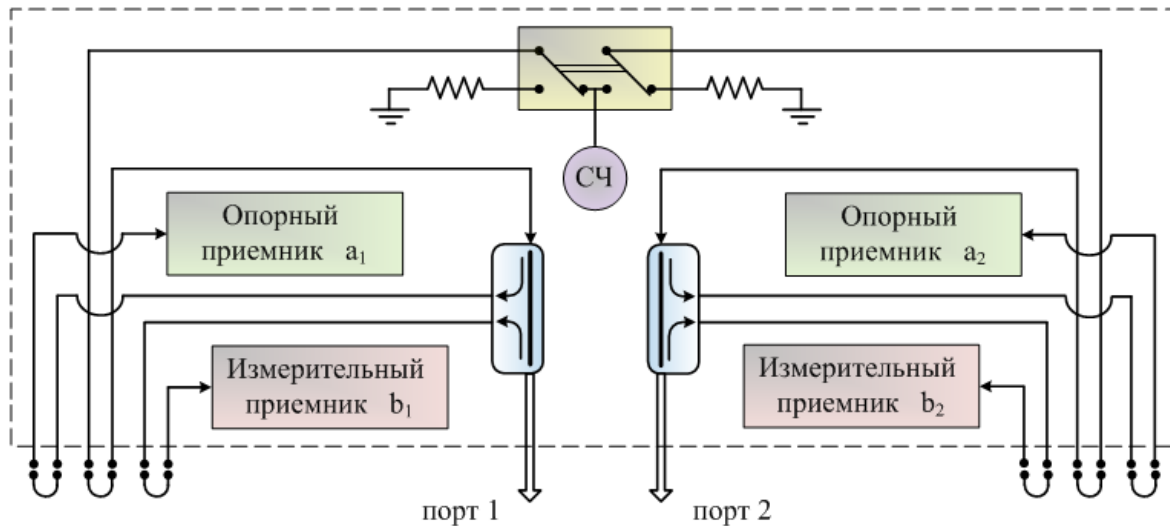 СЧ
Опорный
приемник a₁
Опорный
приемник a₂
Измерительный
приемник b₁
Измерительный
приемник b₂
порт 1
порт 2